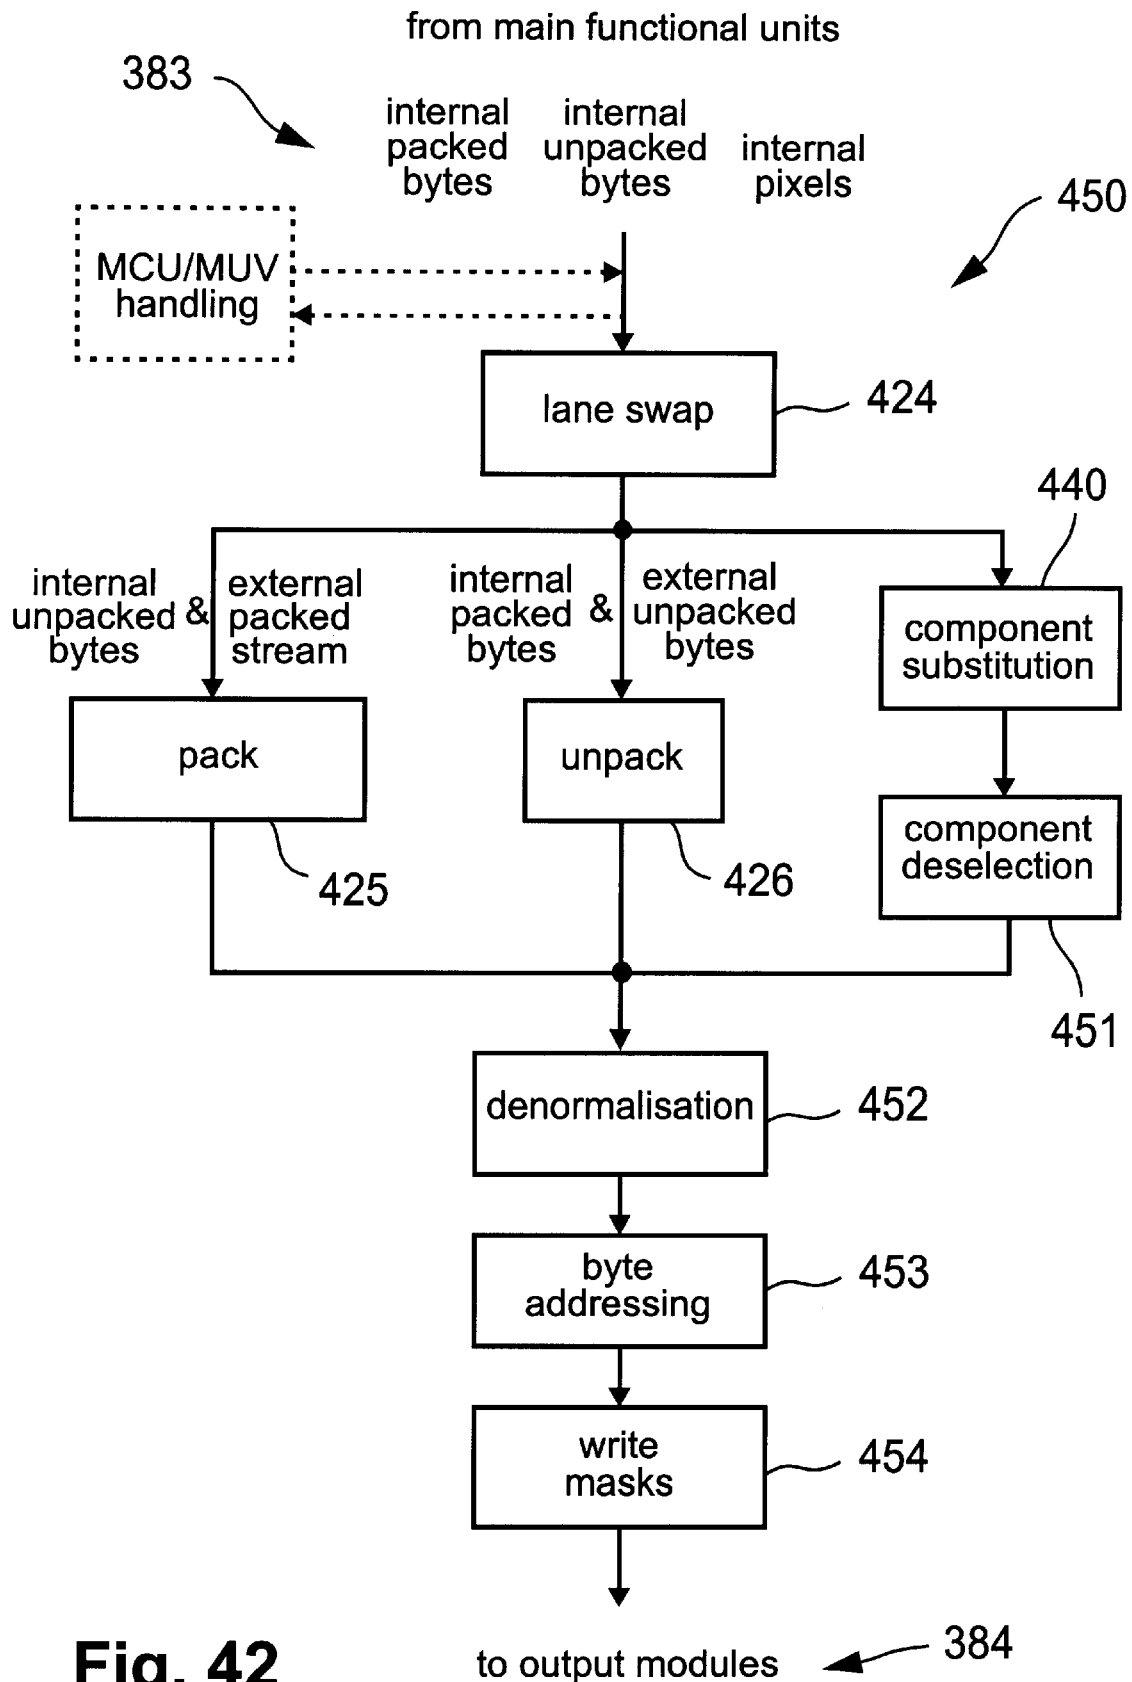 from main functional units
383
internal
packed
bytes
internal
unpacked
bytes
internal
pixels
450
MCU/MUV
handling
lane swap
424
440
internal
unpacked
bytes
&
external
packed
stream
internal
packed
bytes
&
external
unpacked
bytes
component
substitution
pack
unpack
component
deselection
425
426
451
denormalisation
452
byte
addressing
453
write
masks
454
Fig. 42
to output modules
384